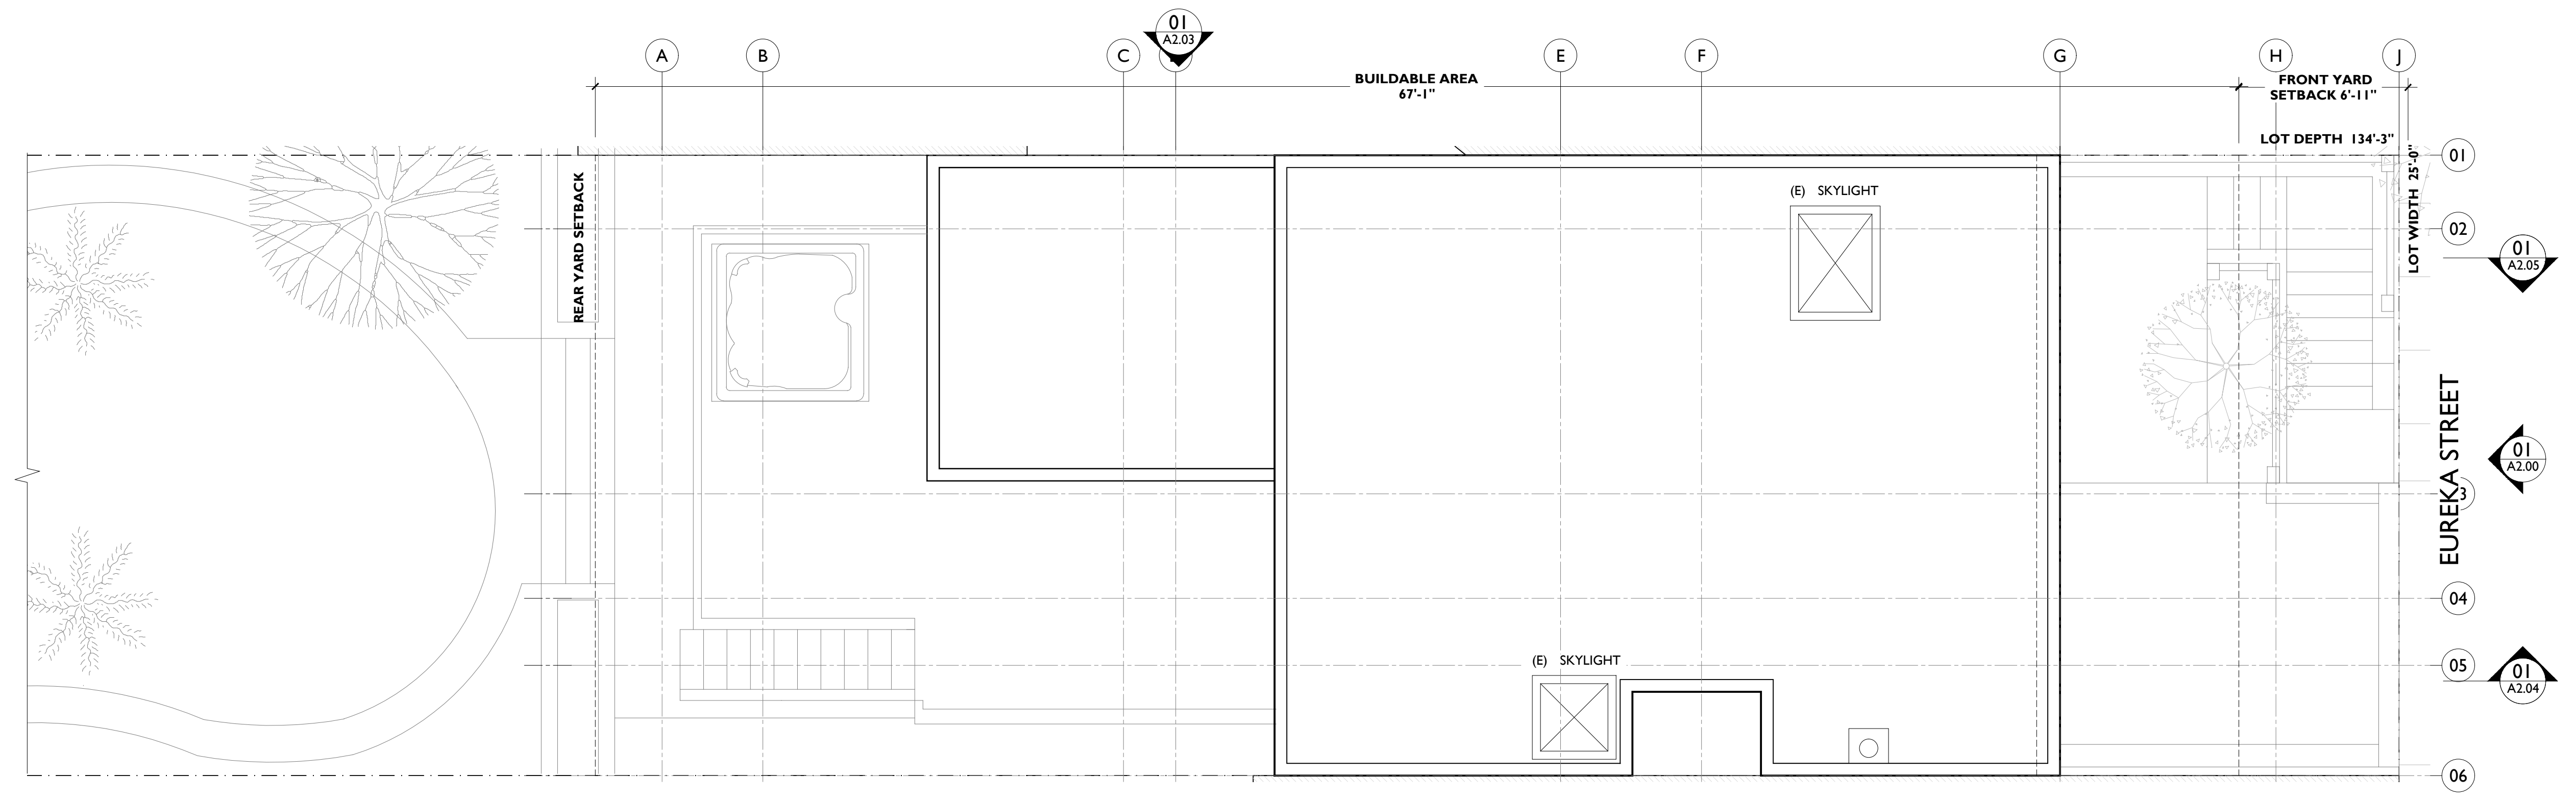 01
A2.03
A
B
C
E
F
G
H
J
BUILDABLE AREA
67'-1"
FRONT YARD
SETBACK 6'-11"
LOT DEPTH 134'-3"
01
LOT WIDTH 25'-0"
REAR YARD SETBACK
(E) SKYLIGHT
02
01
A2.05
EUREKA STREET
01
A2.00
3
04
(E) SKYLIGHT
05
01
A2.04
06